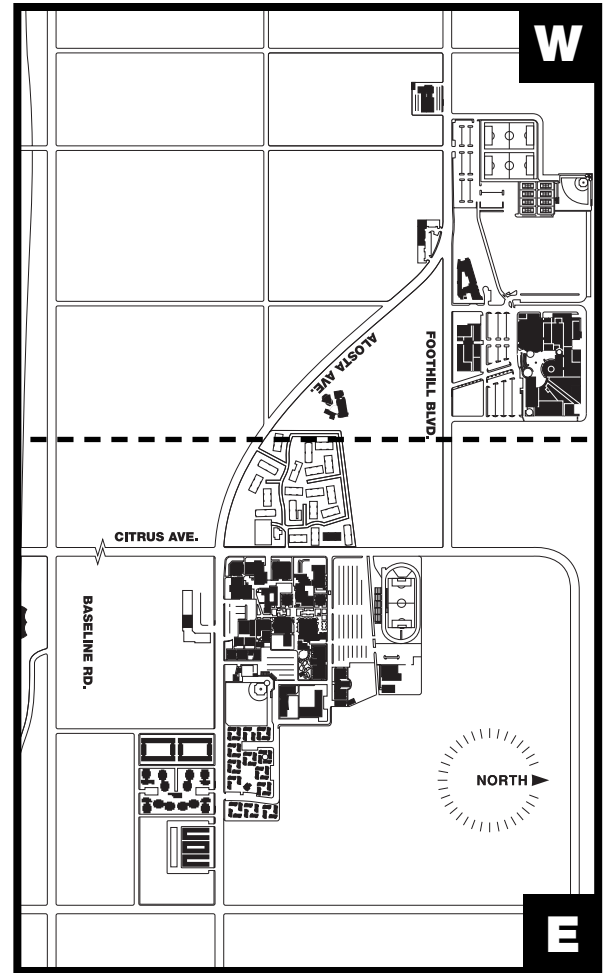 W
ALOSTA AVE.
FOOTHILL BLVD.
CITRUS AVE.
BASELINE RD.
NORTH
E